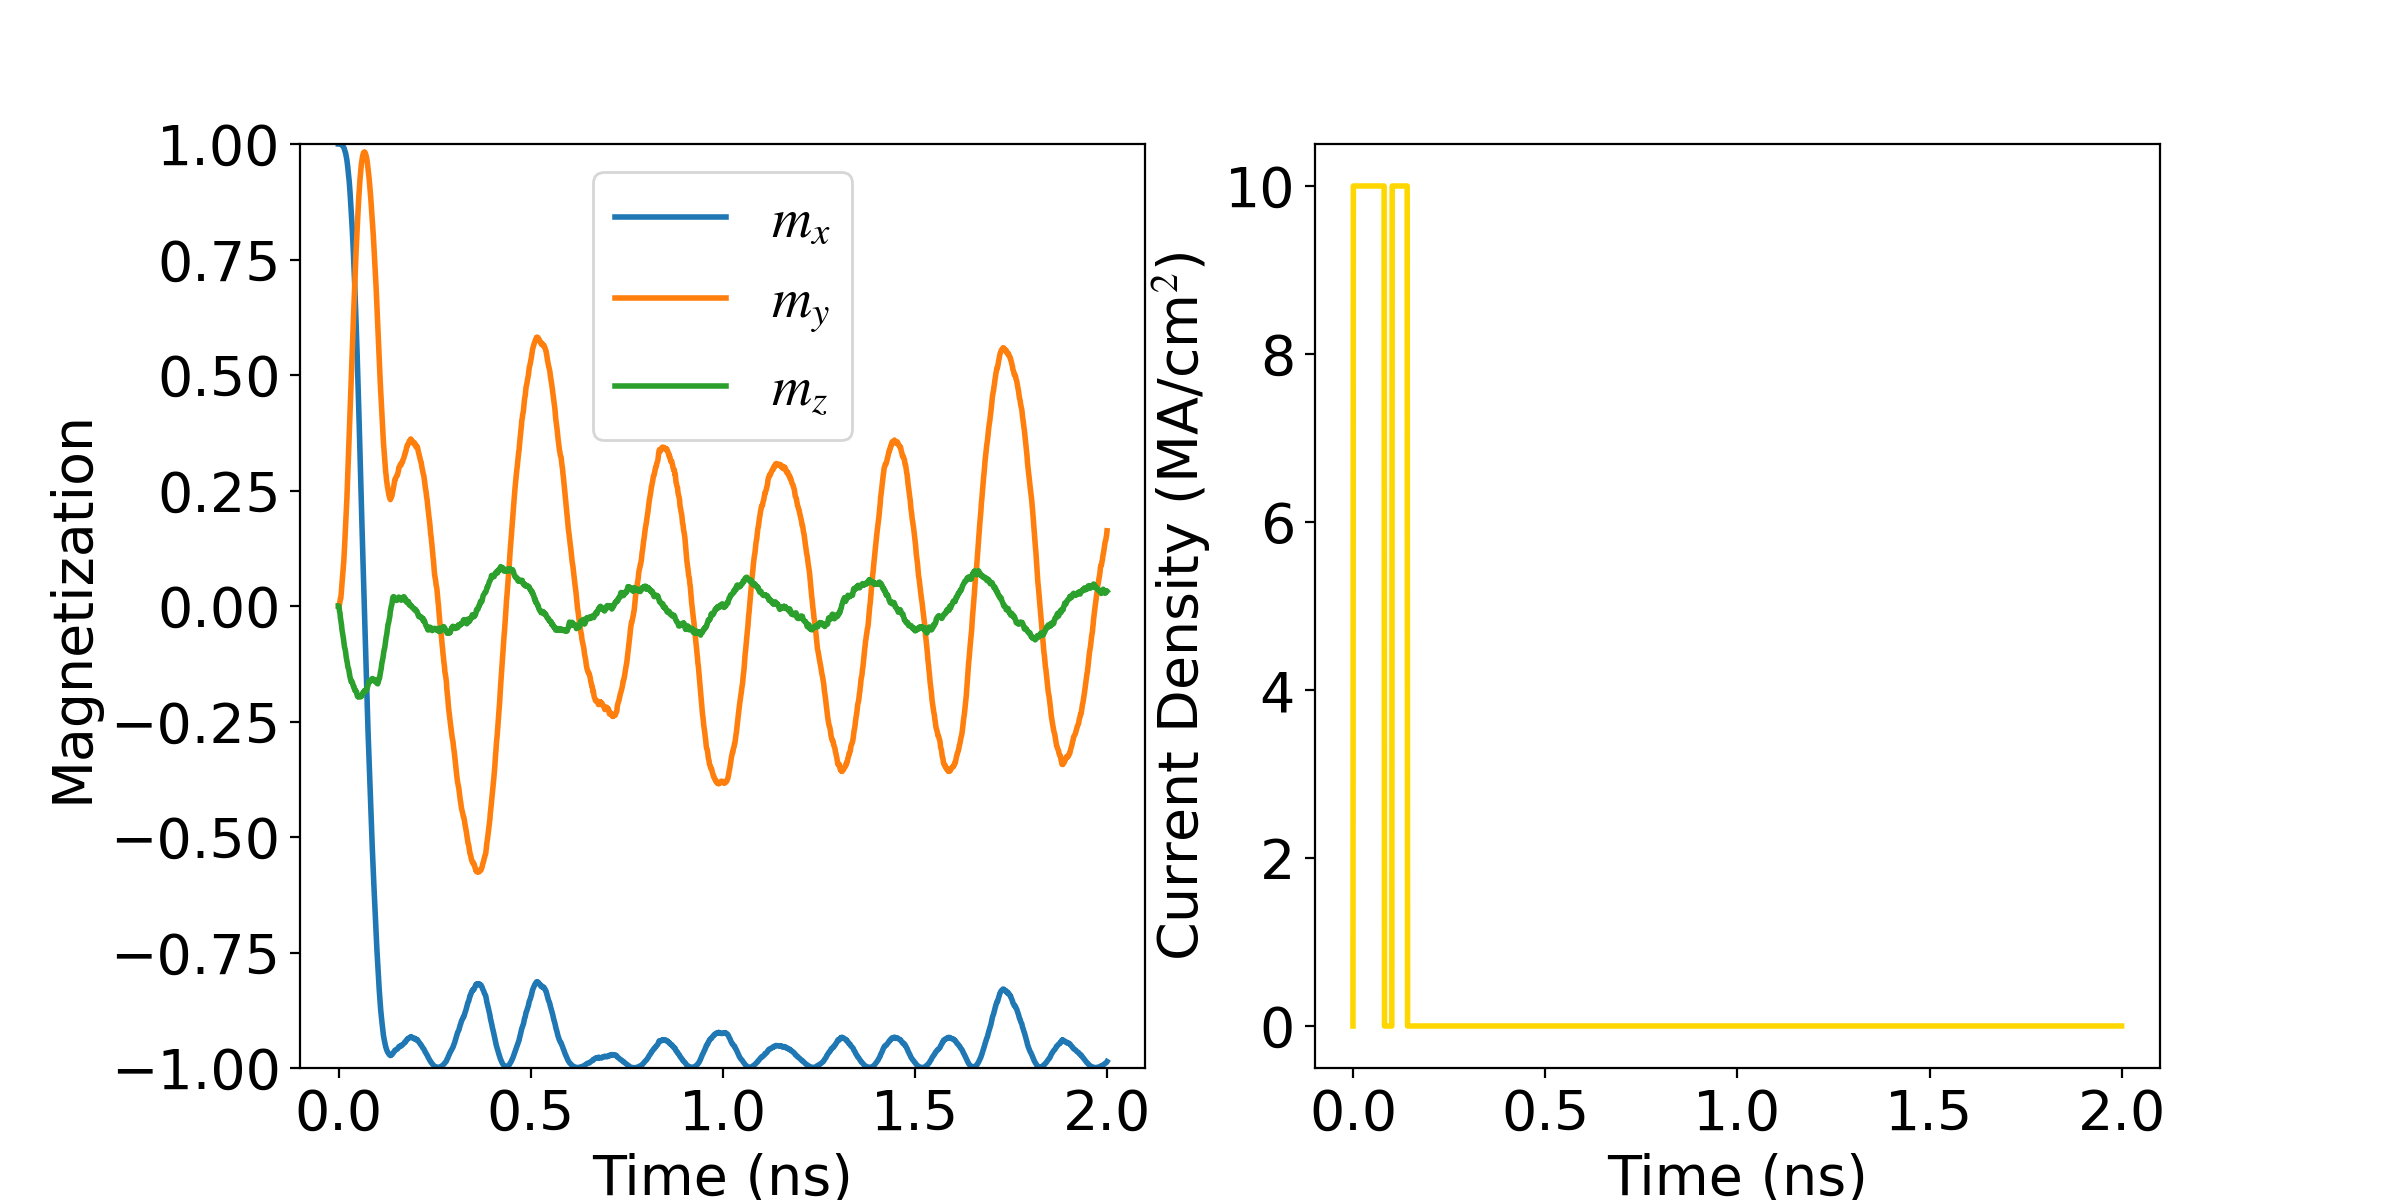 Magnetization
1.00
0.75
0.50
0.25
0.00
−0.25
−0.50
−0.75
−1.00
0.0 0.5 1.0 1.5 2.0
Time (ns)
m_x
m_y
m_z
Current Density (MA/cm²)
10
8
6
4
2
0
0.0 0.5 1.0 1.5 2.0
Time (ns)